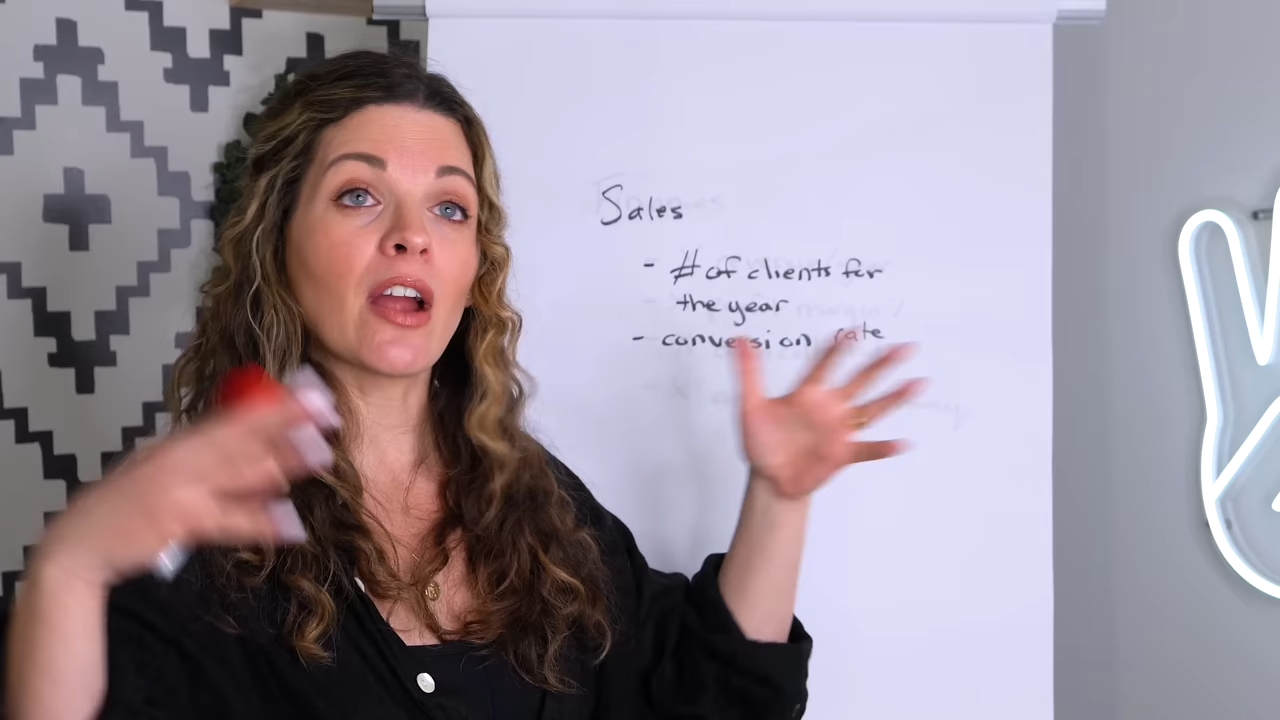 Sales
- # of clients for
the year
- conversion rate